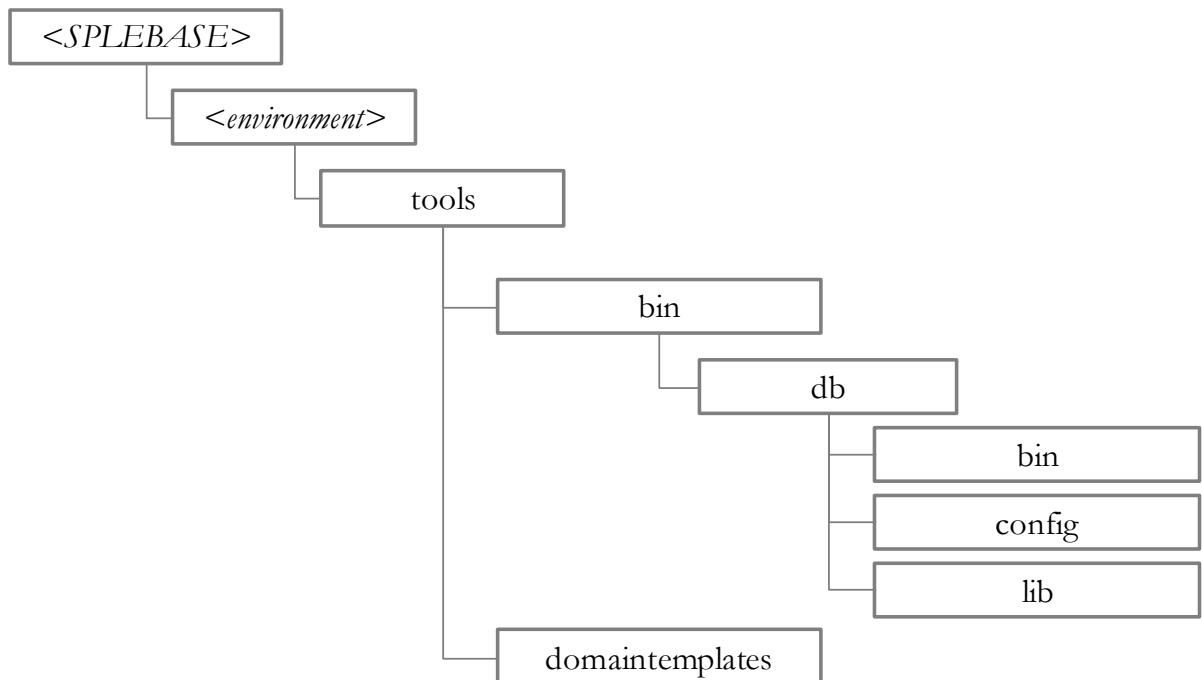 <SPLEBASE>
<environment>
tools
bin
db
bin
config
lib
domaintemplates